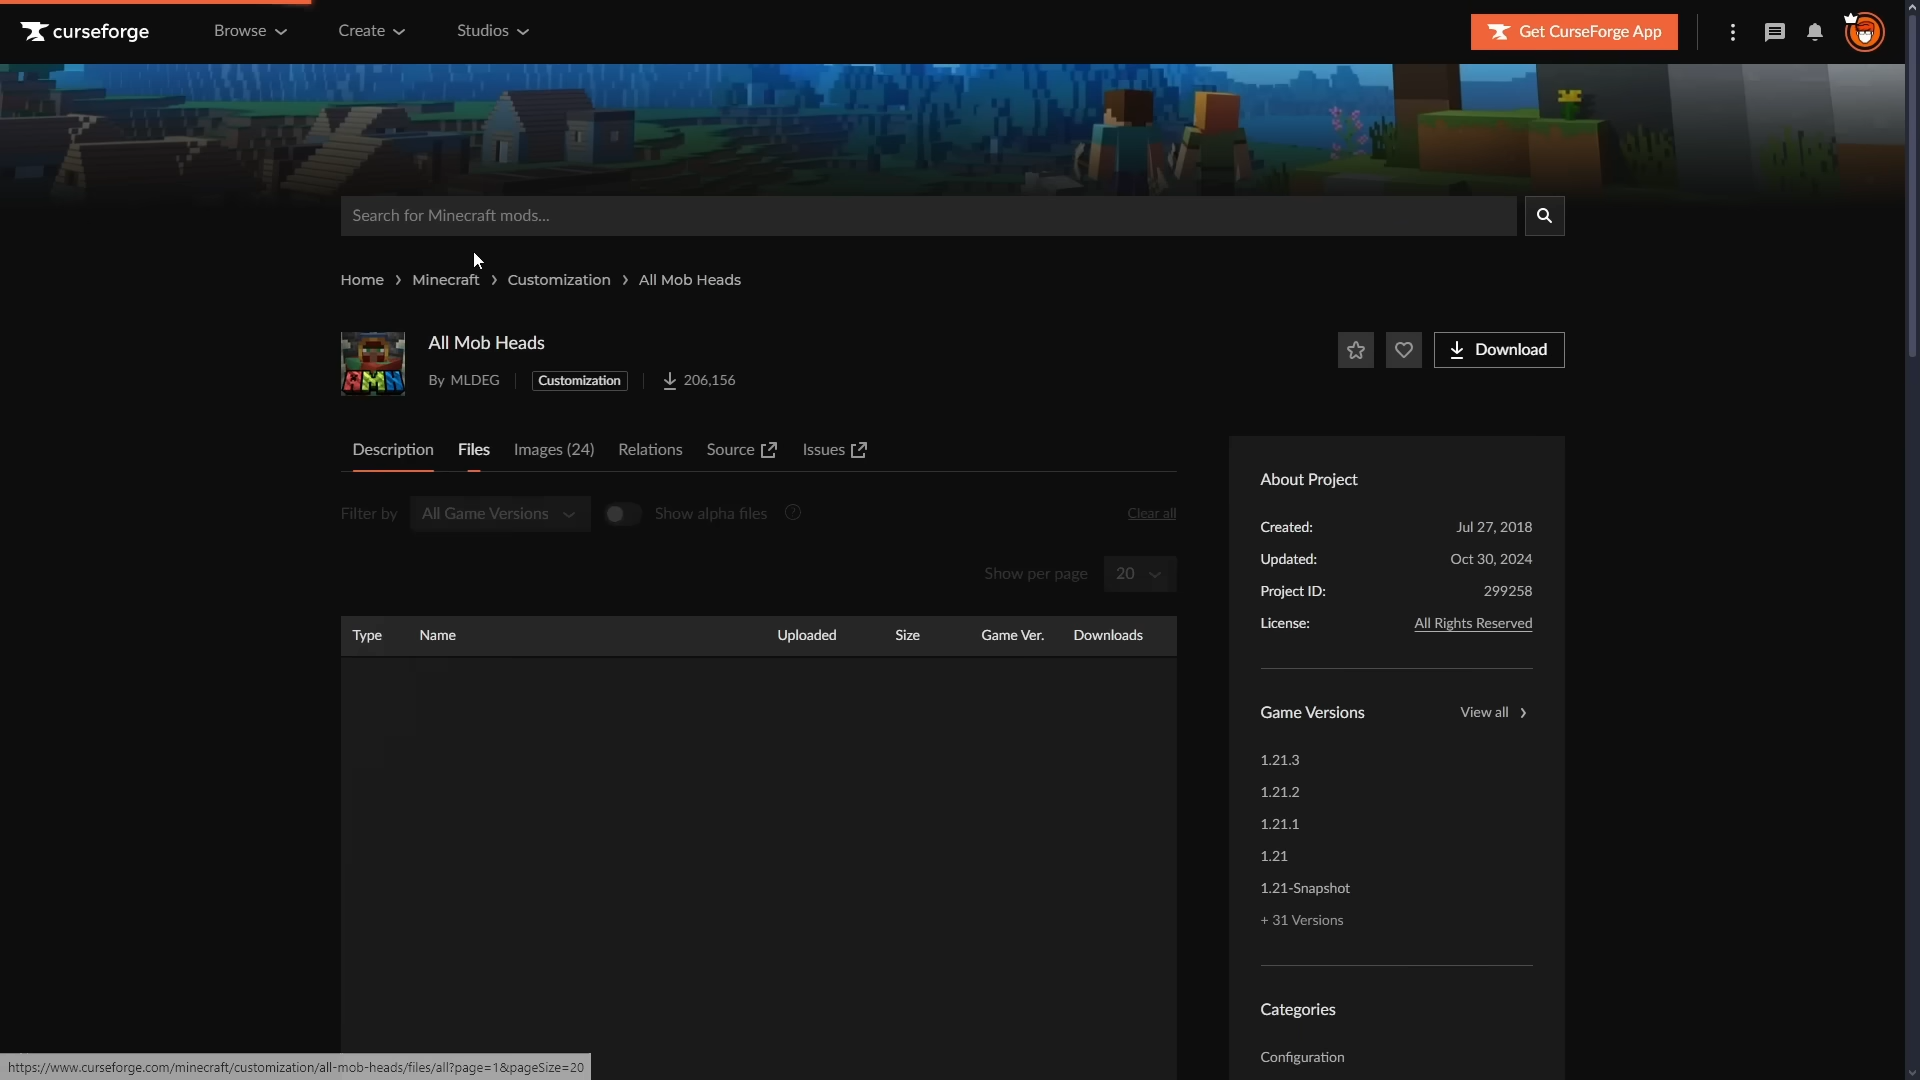 curseforge
Browse
Create
Studios
Get CurseForge App
Search for Minecraft mods...
Home > Minecraft > Customization > All Mob Heads
All Mob Heads
By MLDEG
Customization
206,156
Download
AMH
Description
Files
Images (24)
Relations
Source
Issues
Filter by
All Game Versions
Show alpha files
Clear all
Show per page
20
Type
Name
Uploaded
Size
Game Ver.
Downloads
About Project
Created: Jul 27, 2018
Updated: Oct 30, 2024
Project ID: 299258
License: All Rights Reserved
Game Versions
View all
1.21.3
1.21.2
1.21.1
1.21
1.21-Snapshot
+ 31 Versions
Categories
Configuration
https://www.curseforge.com/minecraft/customization/all-mob-heads/files/all?page=1&pageSize=20